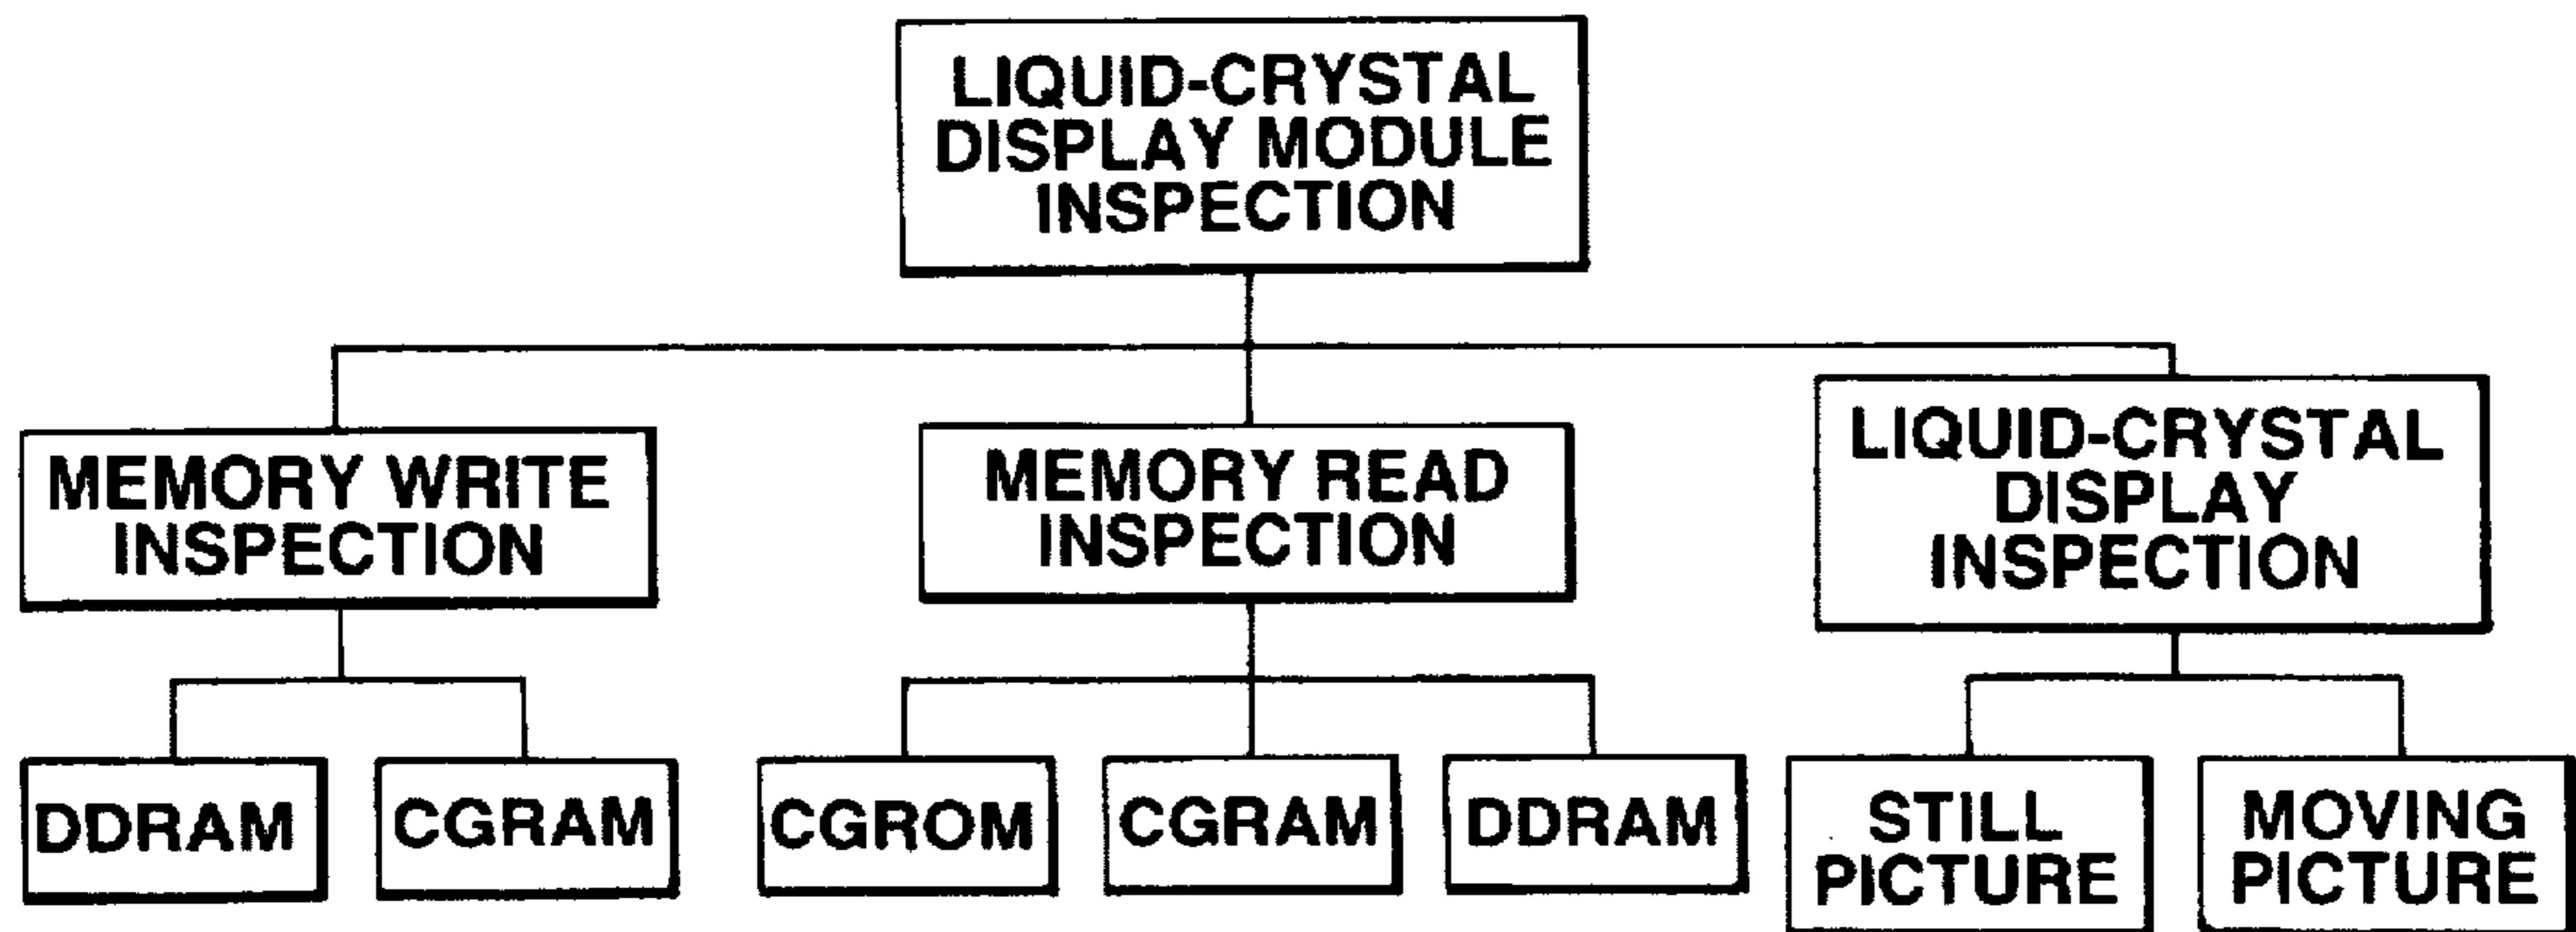 LIQUID-CRYSTAL
DISPLAY MODULE
INSPECTION
MEMORY WRITE
INSPECTION
MEMORY READ
INSPECTION
LIQUID-CRYSTAL
DISPLAY
INSPECTION
DDRAM
CGRAM
CGROM
CGRAM
DDRAM
STILL
PICTURE
MOVING
PICTURE